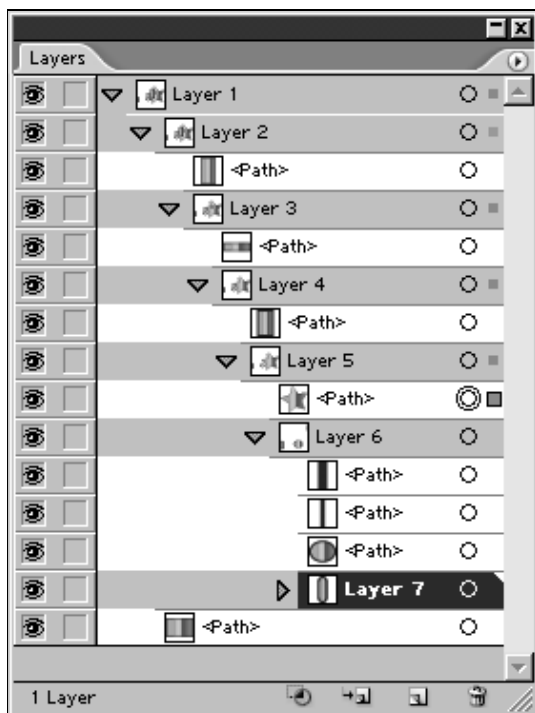 Layers
Layer 1
Layer 2
<Path>
Layer 3
<Path>
Layer 4
<Path>
Layer 5
<Path>
Layer 6
<Path>
<Path>
<Path>
Layer 7
<Path>
1 Layer